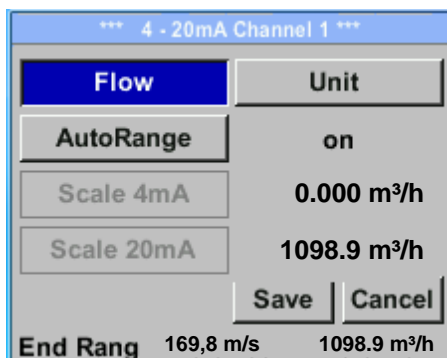 *** 4 - 20mA Channel 1 ***
Flow Unit
AutoRange on
Scale 4mA 0.000 m³/h
Scale 20mA 1098.9 m³/h
Save Cancel
End Rang 169,8 m/s 1098.9 m³/h